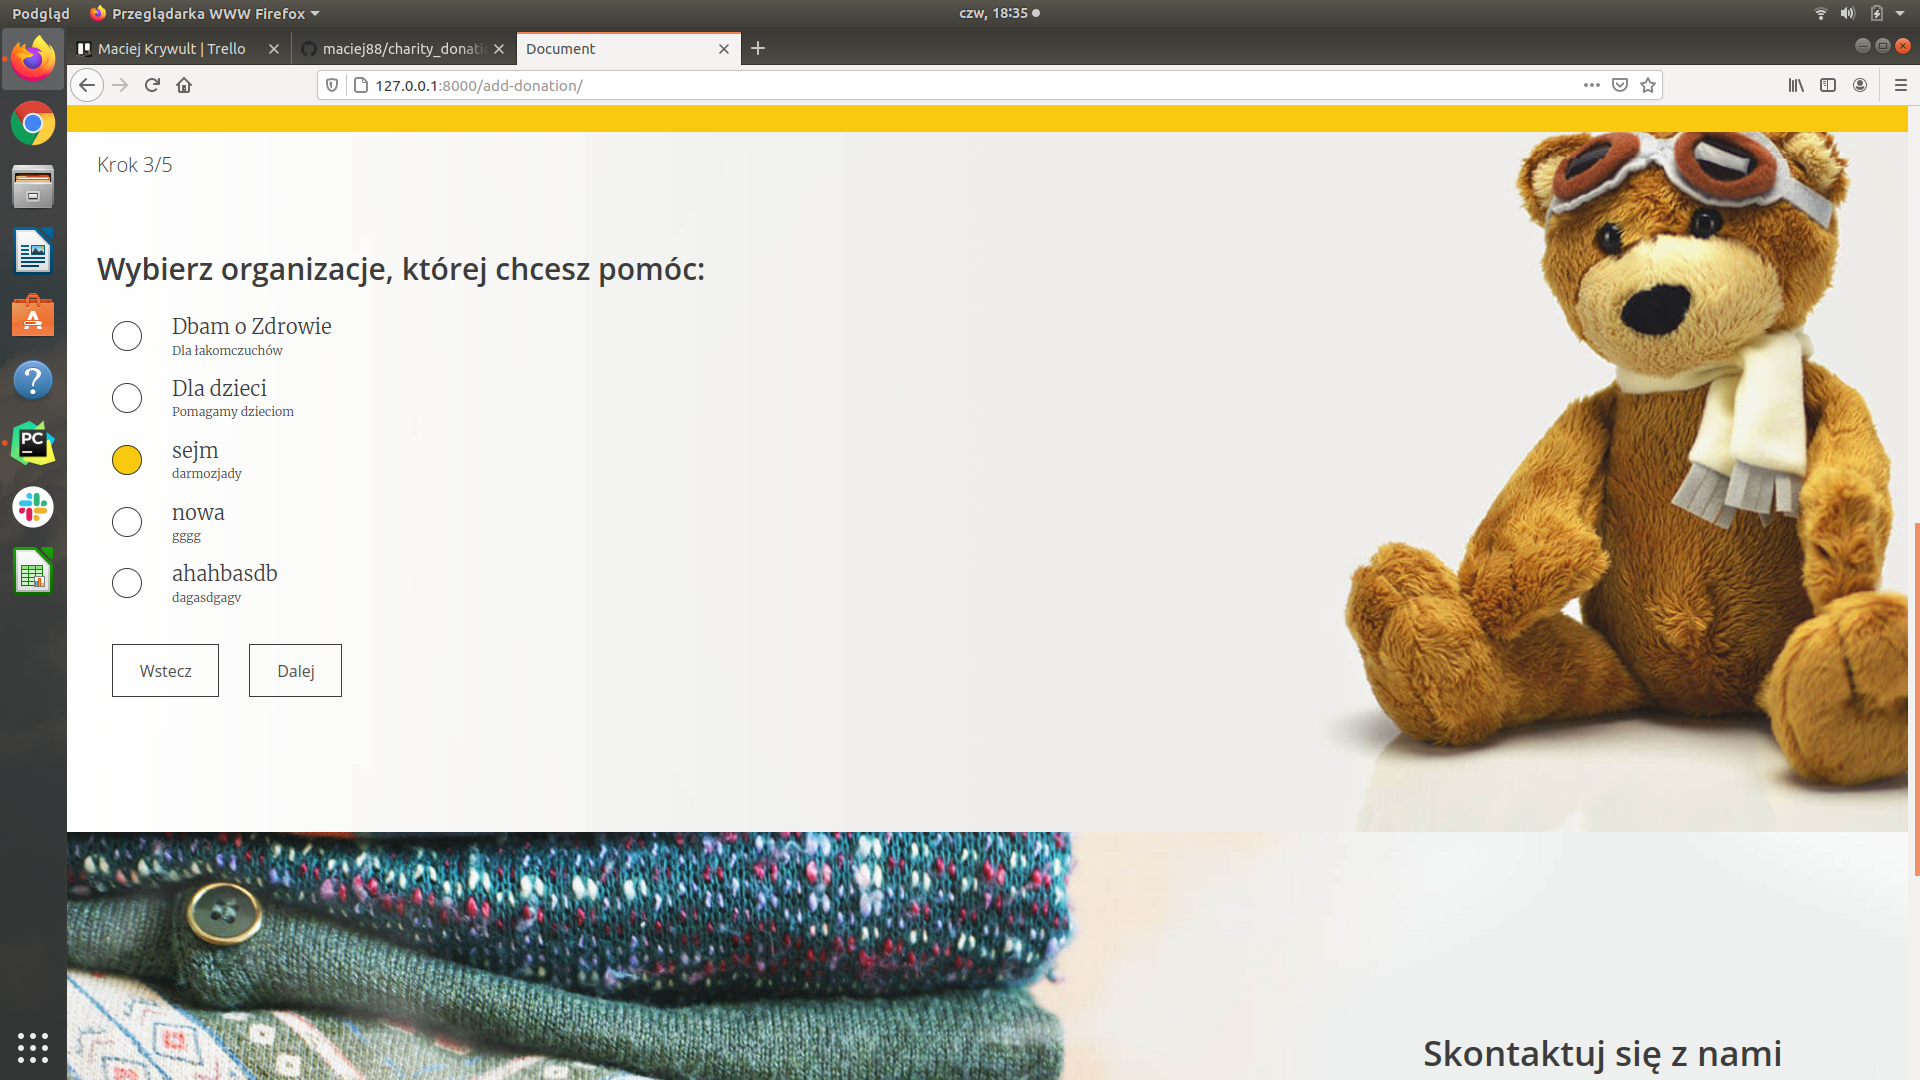 Podgląd
Przeglądarka WWW Firefox
czw, 18:35
Maciej Krywult | Trello
maciej88/charity_donati
Document
127.0.0.1:8000/add-donation/
Krok 3/5
Wybierz organizacje, której chcesz pomóc:
Dbam o Zdrowie
Dla łakomczuchów
Dla dzieci
Pomagamy dzieciom
sejm
darmozjady
nowa
gggg
ahahbasdb
dagasdgagv
Wstecz
Dalej
Skontaktuj się z nami
PC